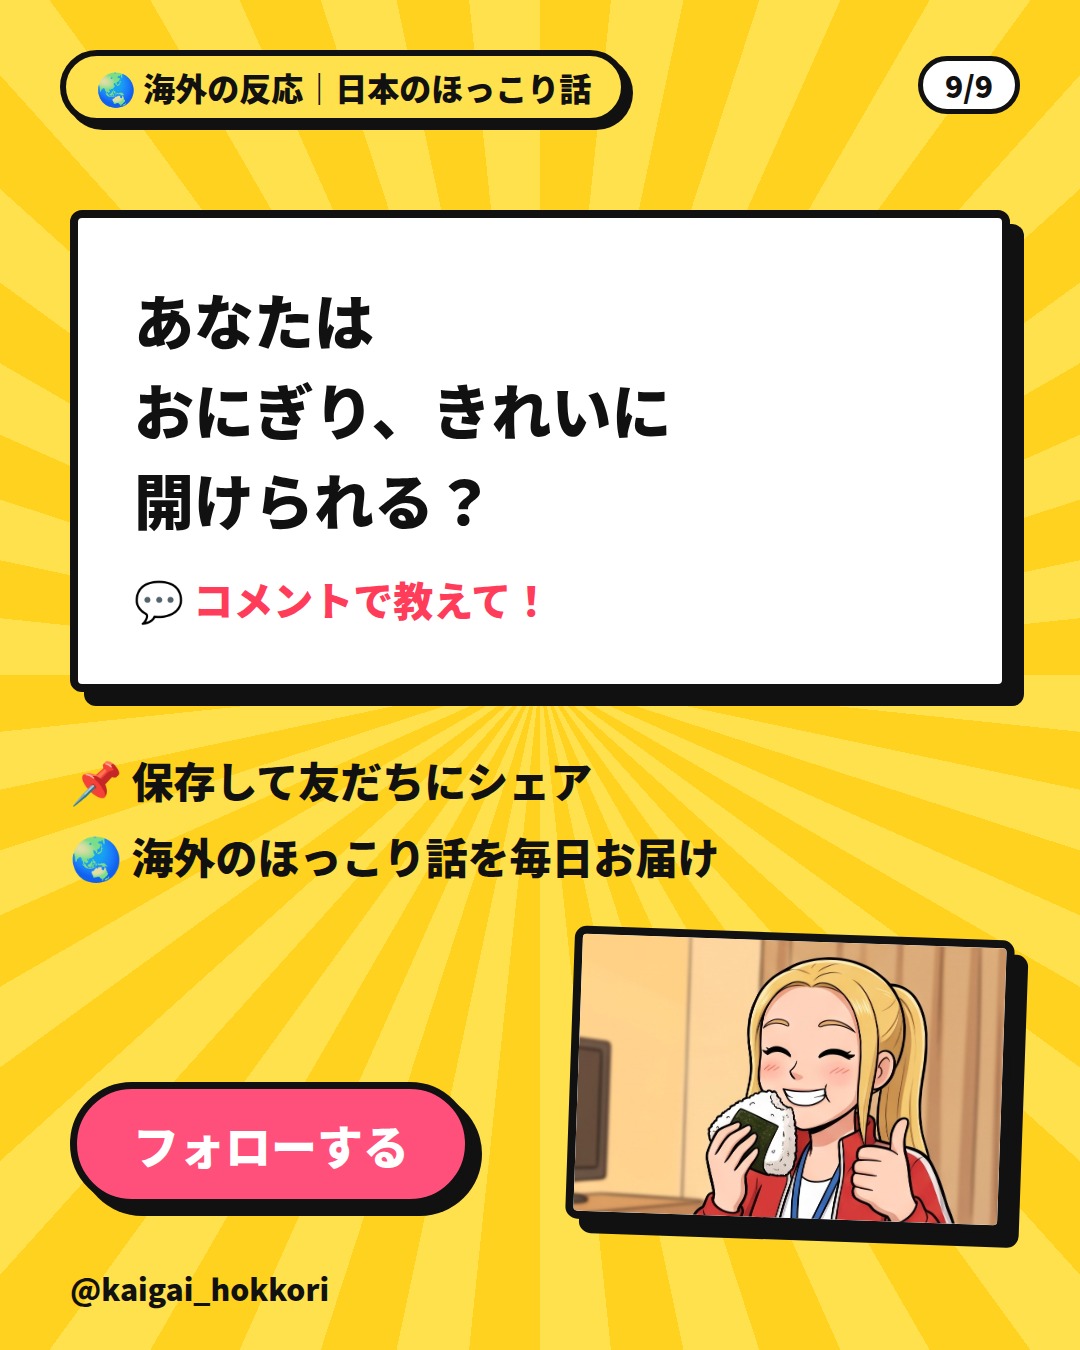 🌏 海外の反応｜日本のほっこり話
9/9
あなたは
おにぎり、きれいに
開けられる？
💬 コメントで教えて！
📌 保存して友だちにシェア
🌏 海外のほっこり話を毎日お届け
フォローする
@kaigai_hokkori